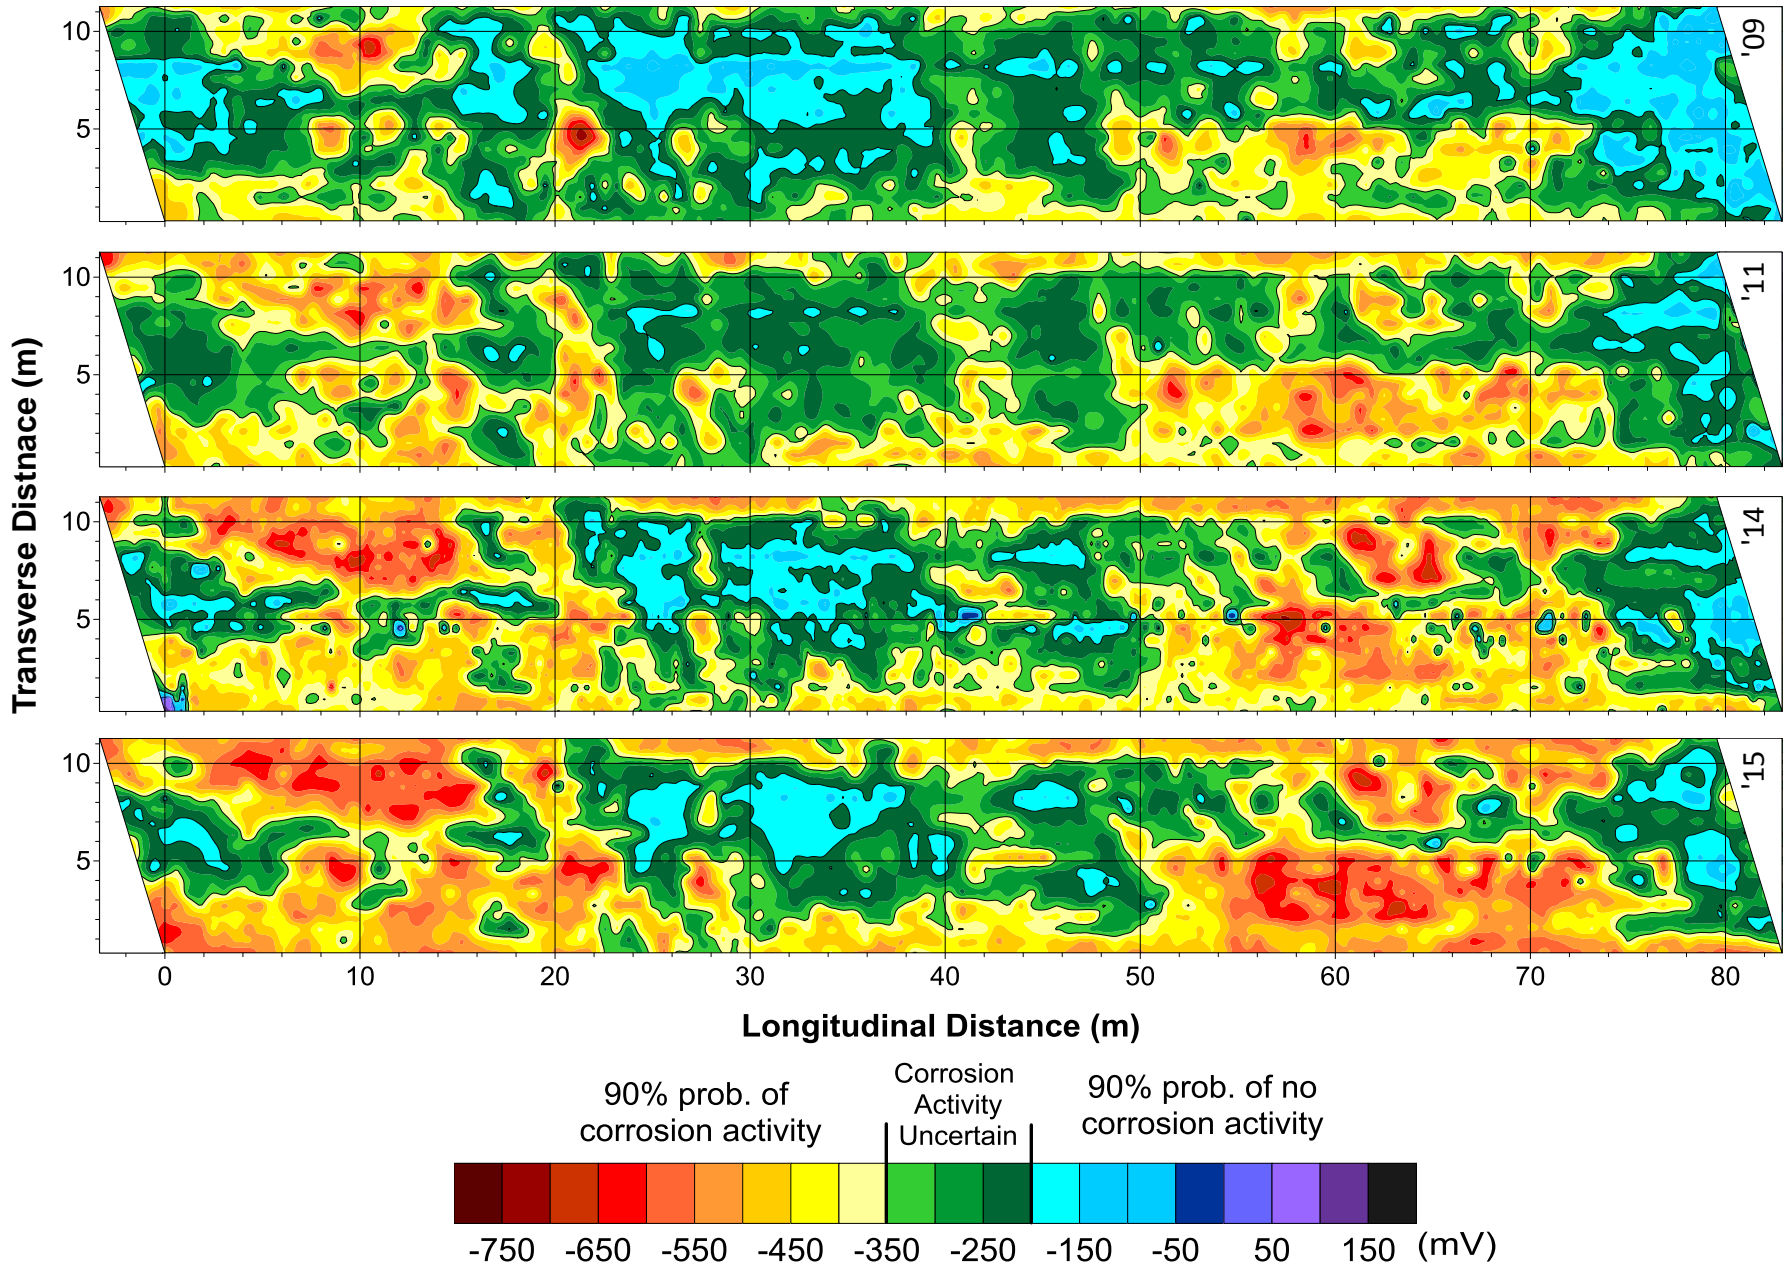 10
5
'09
10
5
'11
10
5
'14
10
5
'15
Transverse Distnace (m)
0 10 20 30 40 50 60 70 80
Longitudinal Distance (m)
90% prob. of
corrosion activity
Corrosion
Activity
Uncertain
90% prob. of no
corrosion activity
-750 -650 -550 -450 -350 -250 -150 -50 50 150 (mV)